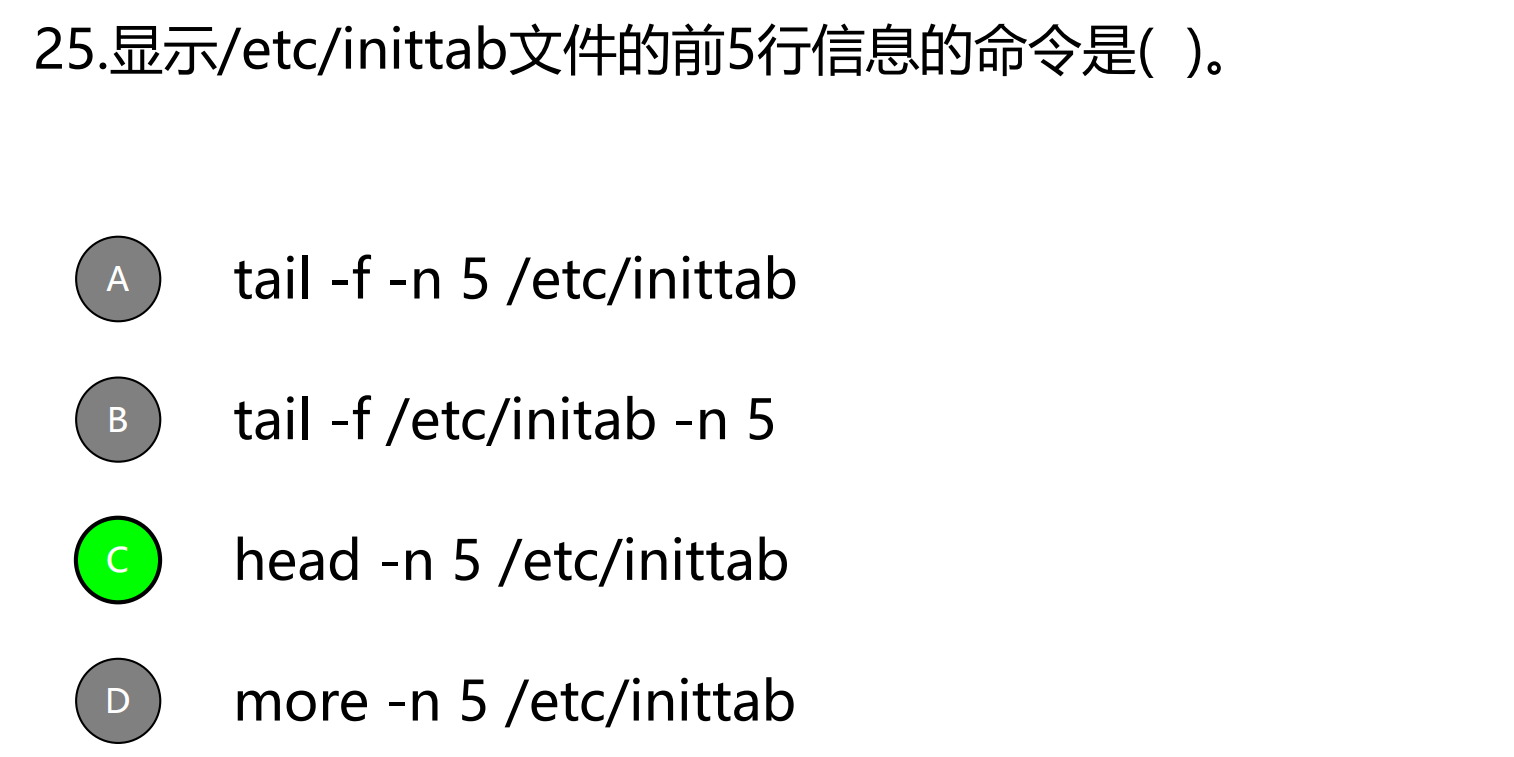 25.显示/etc/inittab文件的前5行信息的命令是(  )。
A tail -f -n 5 /etc/inittab
B tail -f /etc/initab -n 5
C head -n 5 /etc/inittab
D more -n 5 /etc/inittab